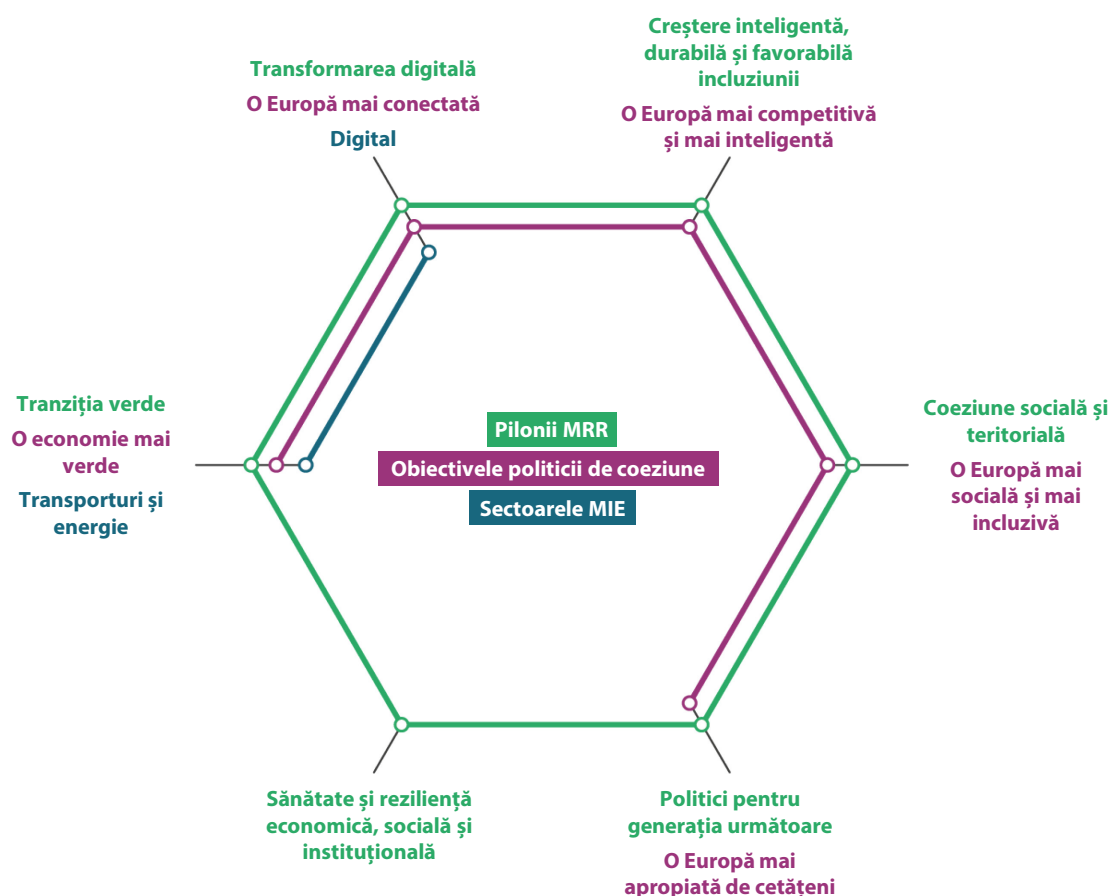 Transformarea digitală
O Europă mai conectată
Digital
Creștere inteligentă,
durabilă și favorabilă
incluziunii
O Europă mai competitivă
și mai inteligentă
Tranziția verde
O economie mai
verde
Transporturi și
energie
Pilonii MRR
Obiectivele politicii de coeziune
Sectoarele MIE
Coeziune socială și
teritorială
O Europă mai
socială și mai
incluzivă
Sănătate și reziliență
economică, socială și
instituțională
Politici pentru
generația următoare
O Europă mai
apropiată de cetățeni